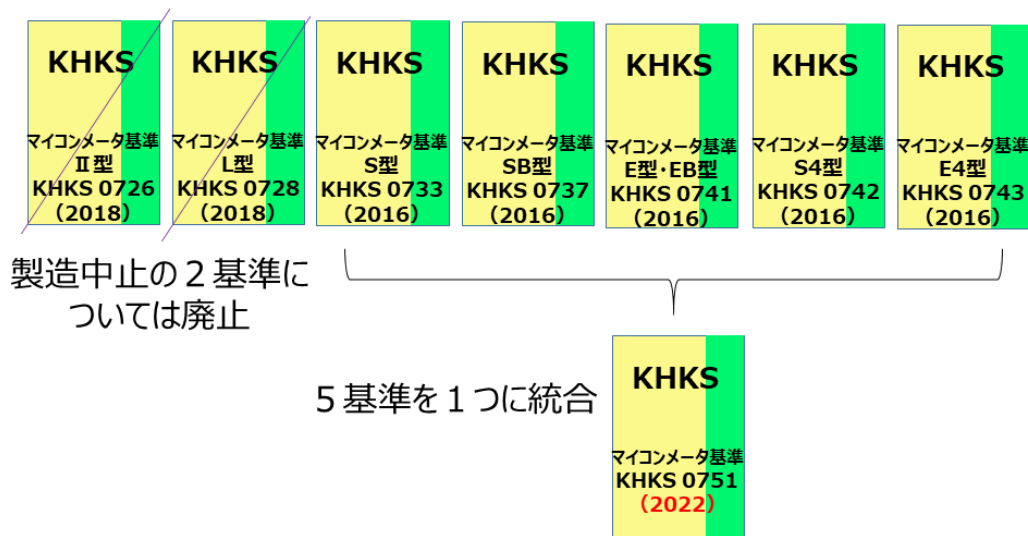 KHKS
マイコンメータ基準
Ⅱ型
KHKS 0726
（2018）
KHKS
マイコンメータ基準
L型
KHKS 0728
（2018）
KHKS
マイコンメータ基準
S型
KHKS 0733
（2016）
KHKS
マイコンメータ基準
SB型
KHKS 0737
（2016）
KHKS
マイコンメータ基準
E型・EB型
KHKS 0741
（2016）
KHKS
マイコンメータ基準
S4型
KHKS 0742
（2016）
KHKS
マイコンメータ基準
E4型
KHKS 0743
（2016）
製造中止の２基準に
ついては廃止
５基準を１つに統合
KHKS
マイコンメータ基準
KHKS 0751
（2022）